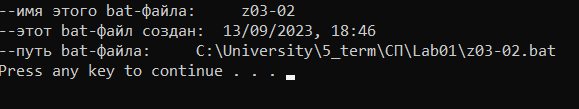 --имя этого bat-файла: z03-02
--этот bat-файл создан: 13/09/2023, 18:46
--путь bat-файла: C:\University\5_term\СП\Lab01\z03-02.bat
Press any key to continue . . .